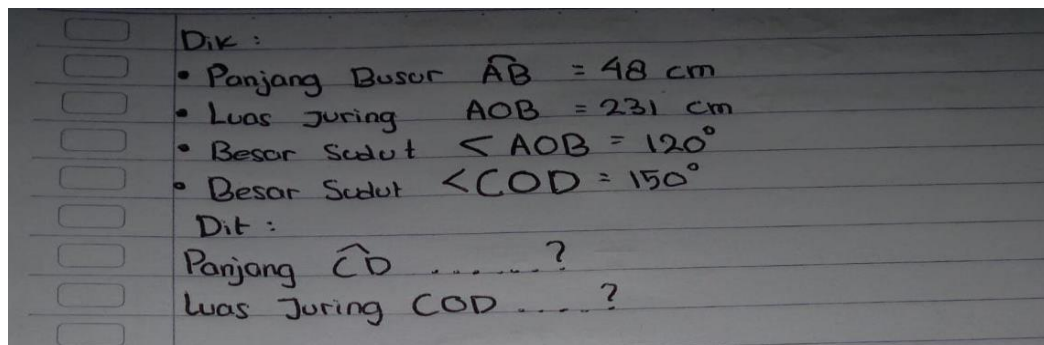 Dik :
• Panjang Busur AB = 48 cm
• Luas Juring AOB = 231 cm
• Besar Sudut < AOB = 120°
• Besar Sudut <COD = 150°
Dit :
Panjang CD ......?
Luas Juring COD ....?